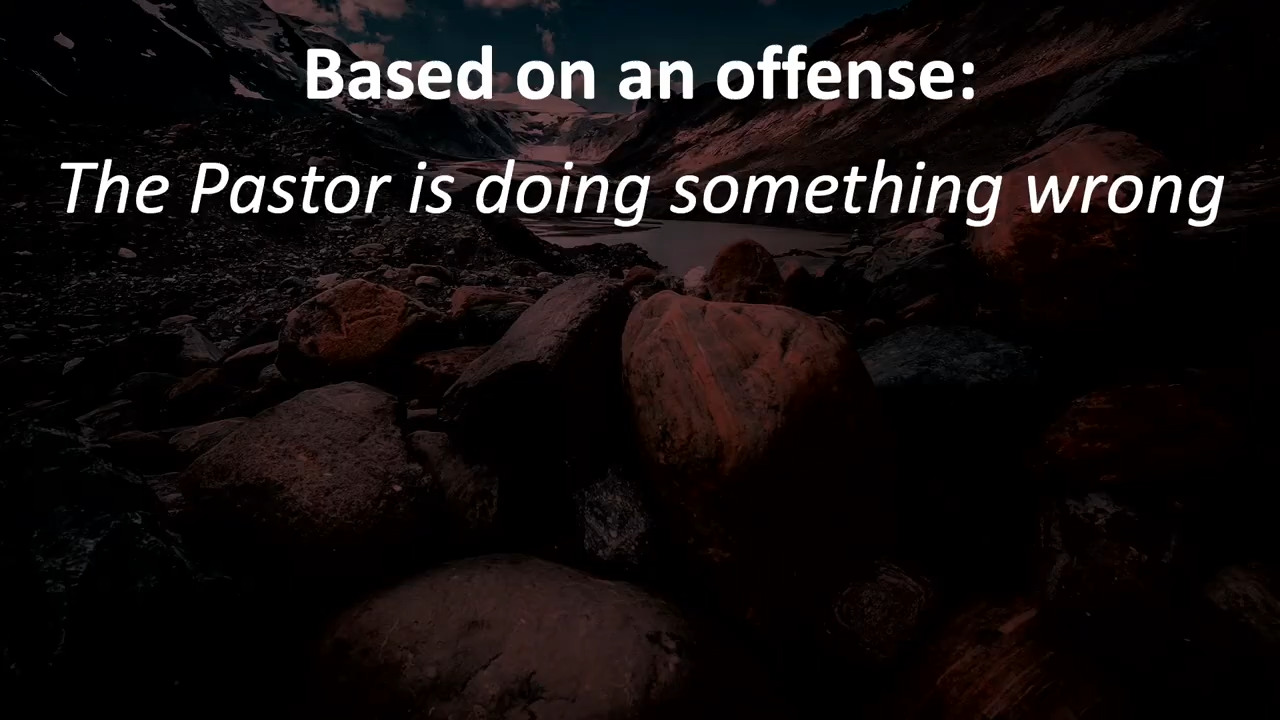 Based on an offense:
The Pastor is doing something wrong